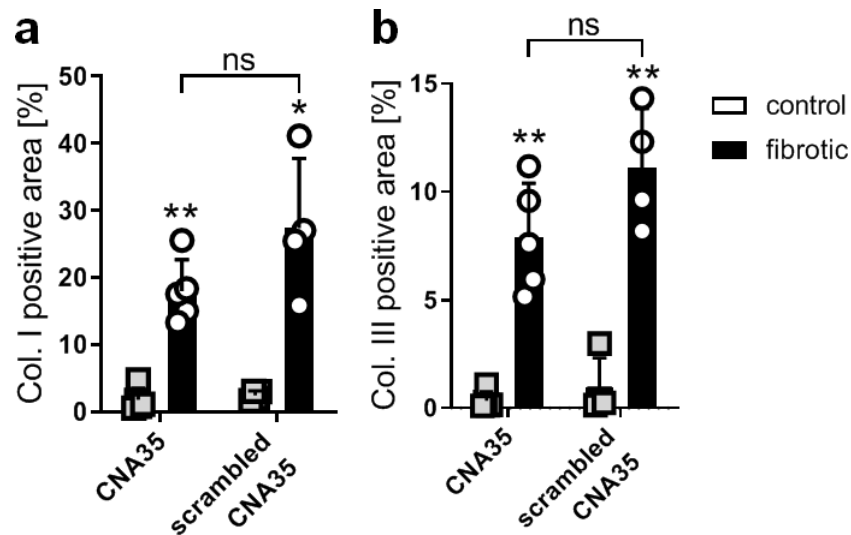 a
ns
Col. I positive area [%]
50
40
30
20
10
0
**
*
CNA35
scrambled
CNA35
b
ns
Col. III positive area [%]
15
10
5
0
**
**
CNA35
scrambled
CNA35
control
fibrotic